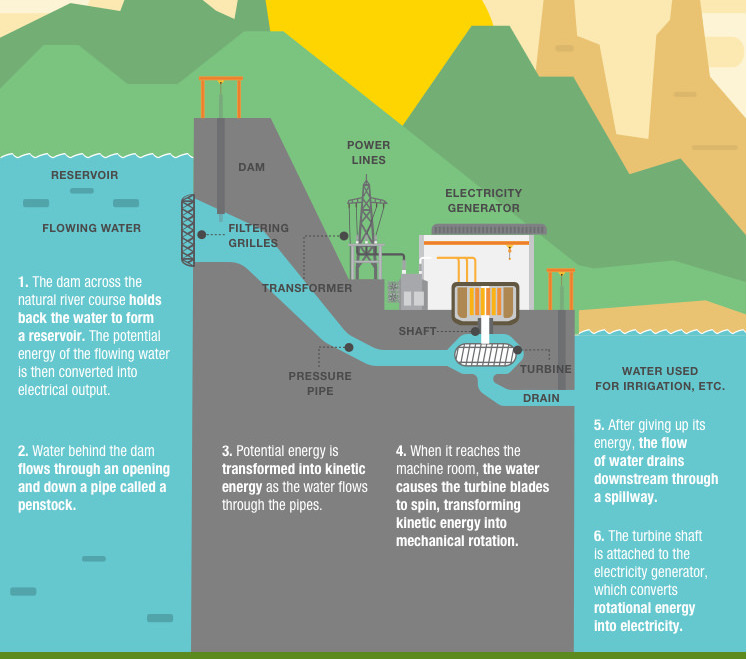 POWER
LINES
DAM
RESERVOIR
ELECTRICITY
GENERATOR
FLOWING WATER
FILTERING
GRILLES
TRANSFORMER
SHAFT
TURBINE
PRESSURE
PIPE
DRAIN
WATER USED
FOR IRRIGATION, ETC.
1. The dam across the
natural river course holds
back the water to form
a reservoir. The potential
energy of the flowing water
is then converted into
electrical output.
2. Water behind the dam
flows through an opening
and down a pipe called a
penstock.
3. Potential energy is
transformed into kinetic
energy as the water flows
through the pipes.
4. When it reaches the
machine room, the water
causes the turbine blades
to spin, transforming
kinetic energy into
mechanical rotation.
5. After giving up its
energy, the flow
of water drains
downstream through
a spillway.
6. The turbine shaft
is attached to the
electricity generator,
which converts
rotational energy
into electricity.